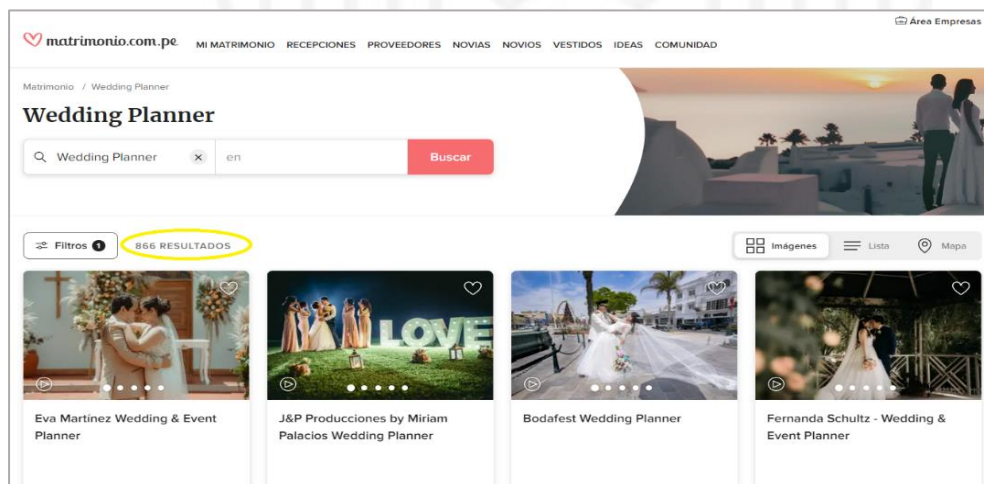 Área Empresas
matrimonio.com.pe MI MATRIMONIO RECEPCIONES PROVEEDORES NOVIAS NOVIOS VESTIDOS IDEAS COMUNIDAD
Matrimonio / Wedding Planner
Wedding Planner
Wedding Planner en Buscar
Filtros 1 866 RESULTADOS Imágenes Lista Mapa
LOVE
Eva Martínez Wedding & Event
Planner
J&P Producciones by Miriam
Palacios Wedding Planner
Bodafest Wedding Planner
Fernanda Schultz - Wedding &
Event Planner